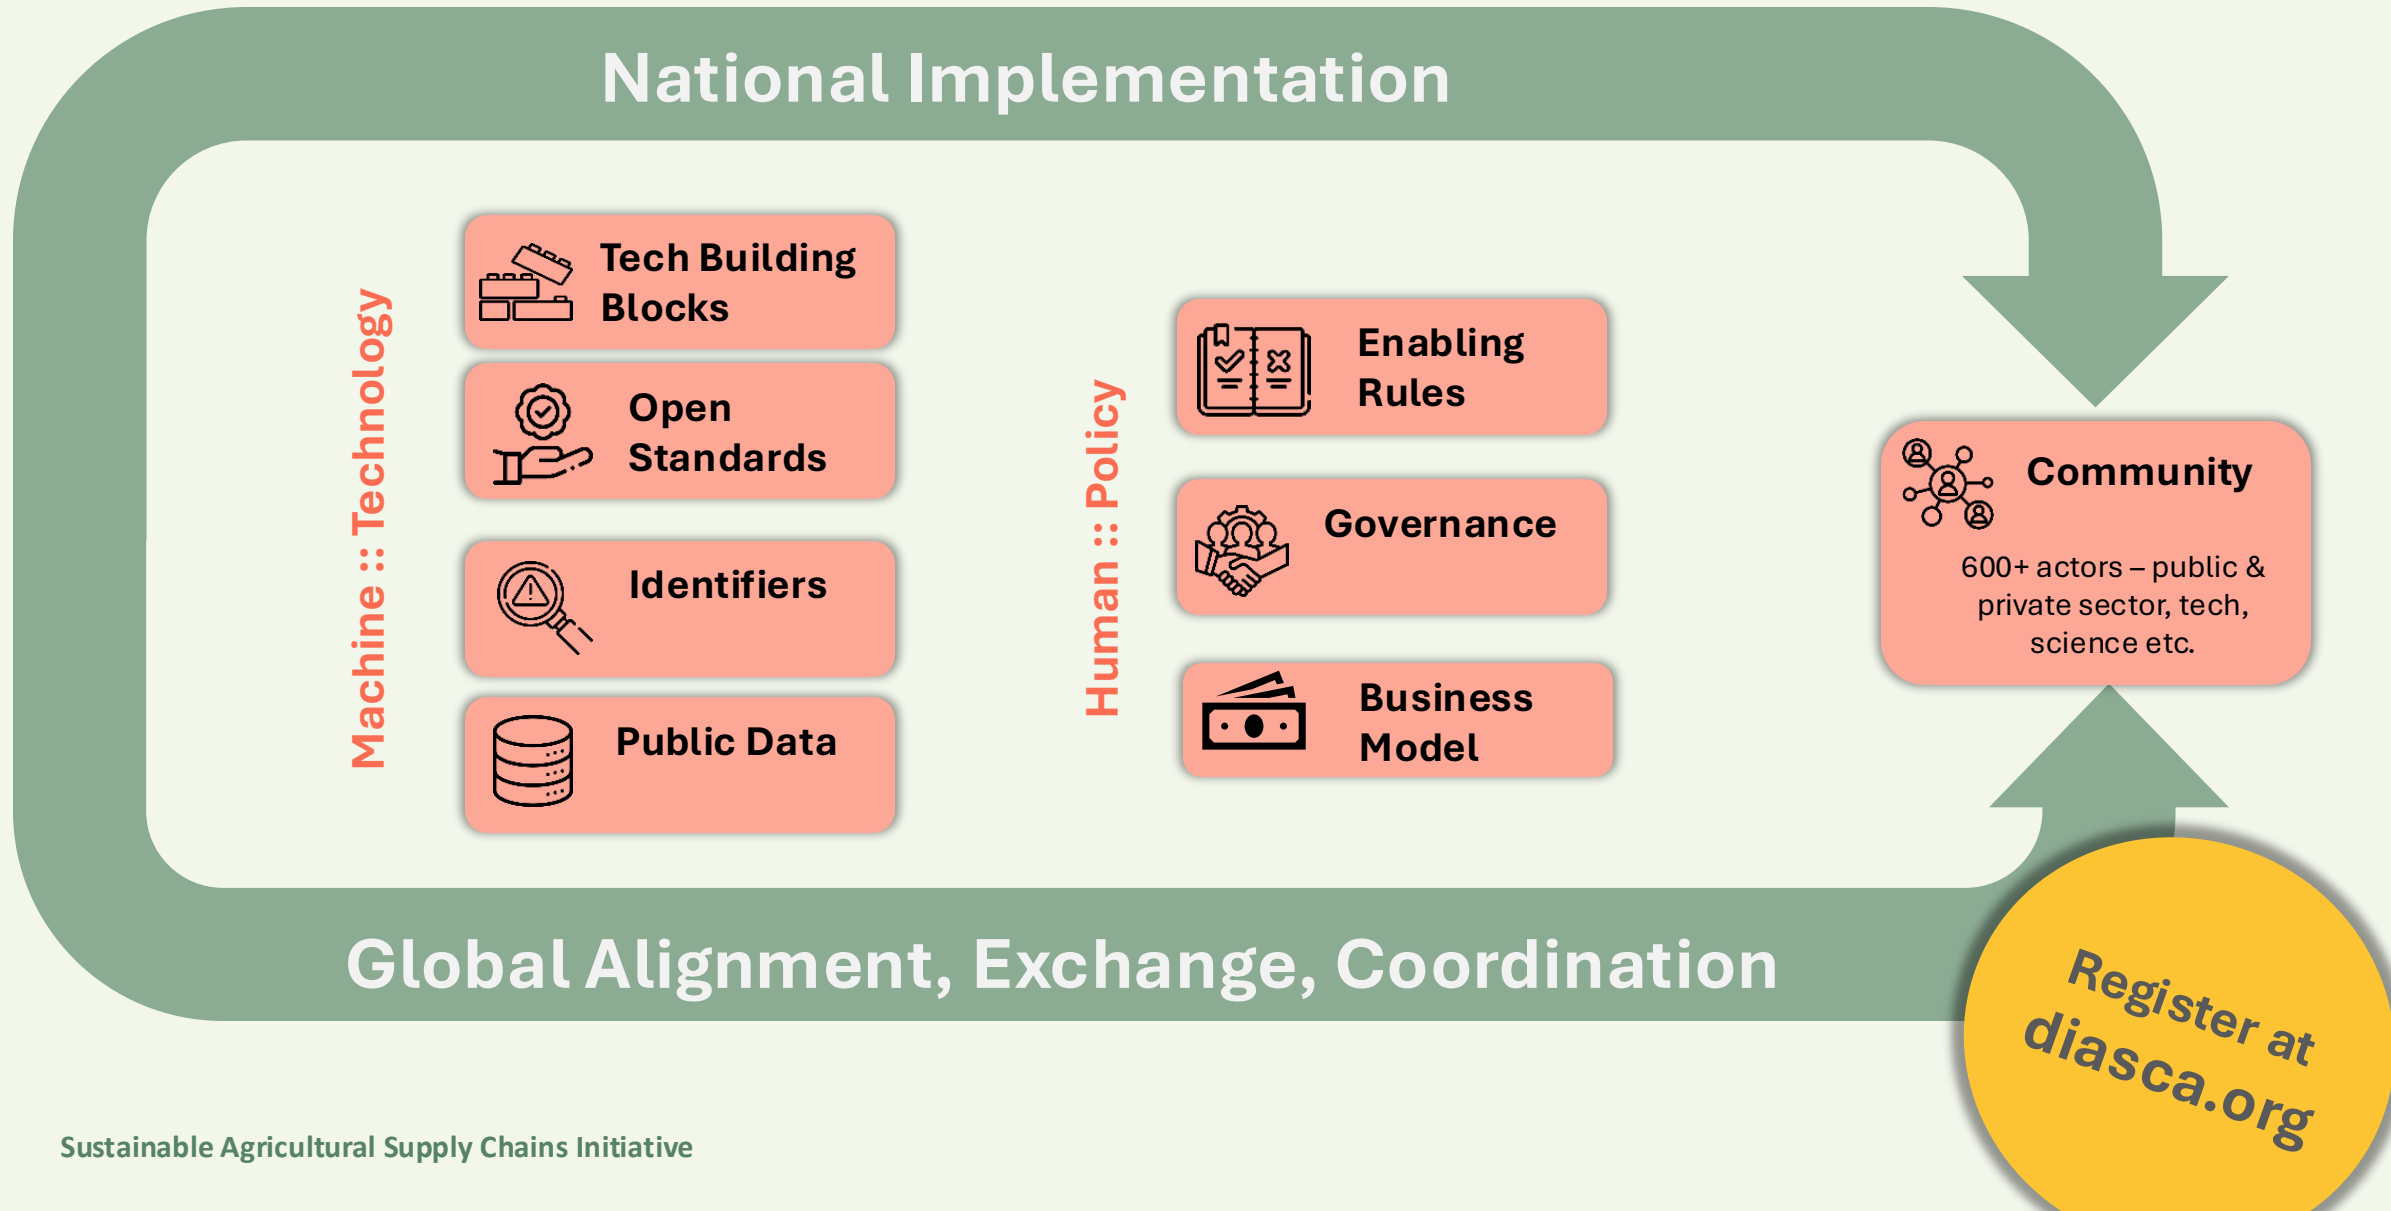 National Implementation
Machine :: Technology
Tech Building
Blocks
Open
Standards
Identifiers
Public Data
Human :: Policy
Enabling
Rules
Governance
Business
Model
Community
600+ actors – public &
private sector, tech,
science etc.
Global Alignment, Exchange, Coordination
Register at
diasca.org
Sustainable Agricultural Supply Chains Initiative